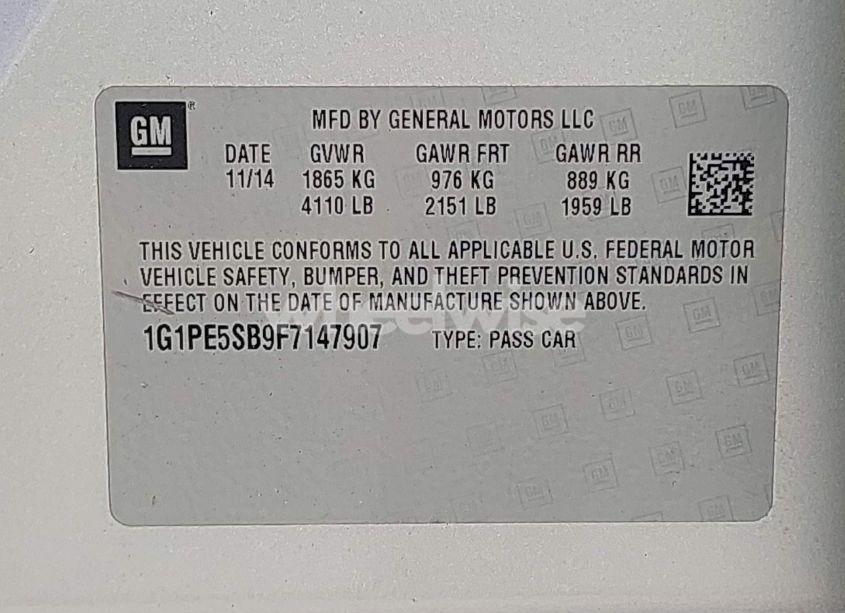 GM®
MFD BY GENERAL MOTORS LLC
DATE GVWR GAWR FRT GAWR RR
11/14 1865 KG 976 KG 889 KG
4110 LB 2151 LB 1959 LB
THIS VEHICLE CONFORMS TO ALL APPLICABLE U.S. FEDERAL MOTOR
VEHICLE SAFETY, BUMPER, AND THEFT PREVENTION STANDARDS IN
EFFECT ON THE DATE OF MANUFACTURE SHOWN ABOVE.
wheelwise
1G1PE5SB9F7147907 TYPE: PASS CAR